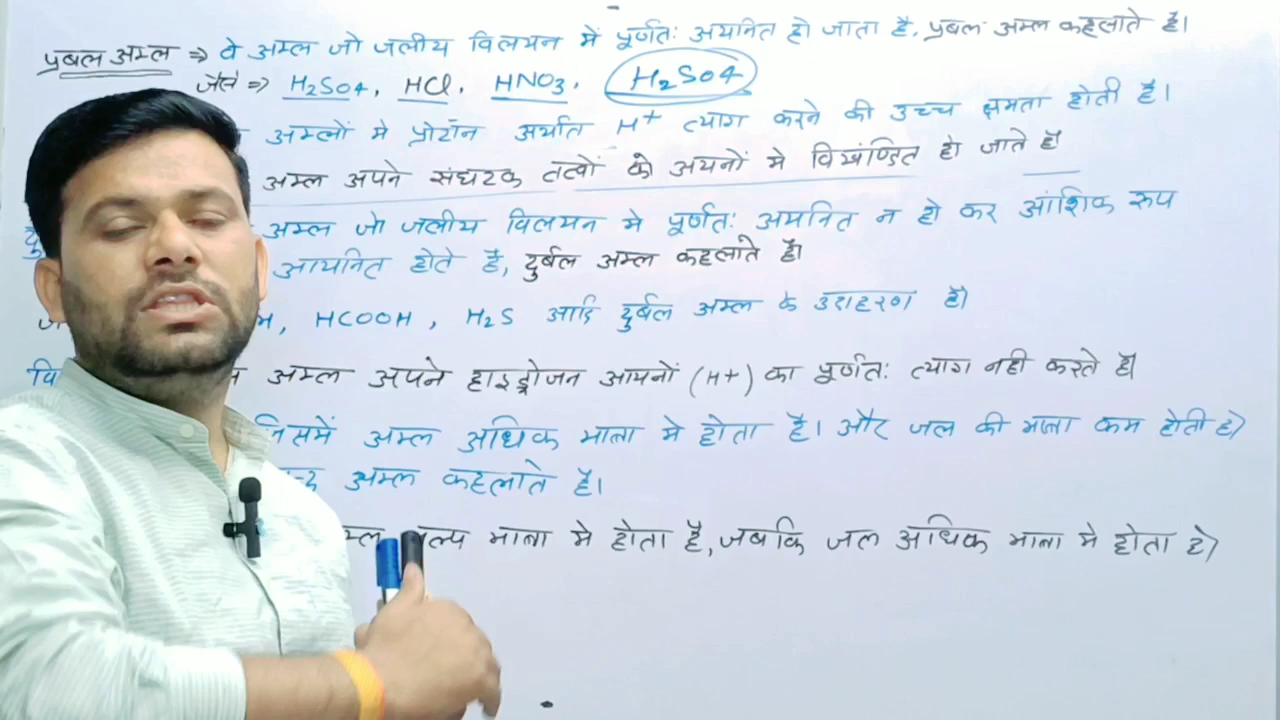 प्रबल अम्ल ⇒ वे अम्ल जो जलीय विलयन में पूर्णतः अयनित हो जाता है, प्रबल अम्ल कहलाते है।
जैसे ⇒ H₂SO₄, HCl, HNO₃, H₂SO₄
अम्लों मे प्रोटॉन अर्थात H+ त्याग करने की उच्च क्षमता होती है।
अम्ल अपने संघटक तत्वों को अयनों मे विखंण्डित हो जाते है
अम्ल जो जलीय विलयन मे पूर्णतः अयनित न हो कर आंशिक रूप
आयनित होते है, दुर्बल अम्ल कहलाते है।
, HCOOH, H₂S आदि दुर्बल अम्ल के उदाहरण है।
अम्ल अपने हाइड्रोजन आयनों (H+) का पूर्णतः त्याग नही करते है।
जिसमें अम्ल अधिक मात्रा मे होता है। और जल की मात्रा कम होती है
अम्ल कहलाते है।
मात्रा मे होता है, जबकि जल अधिक मात्रा मे होता है